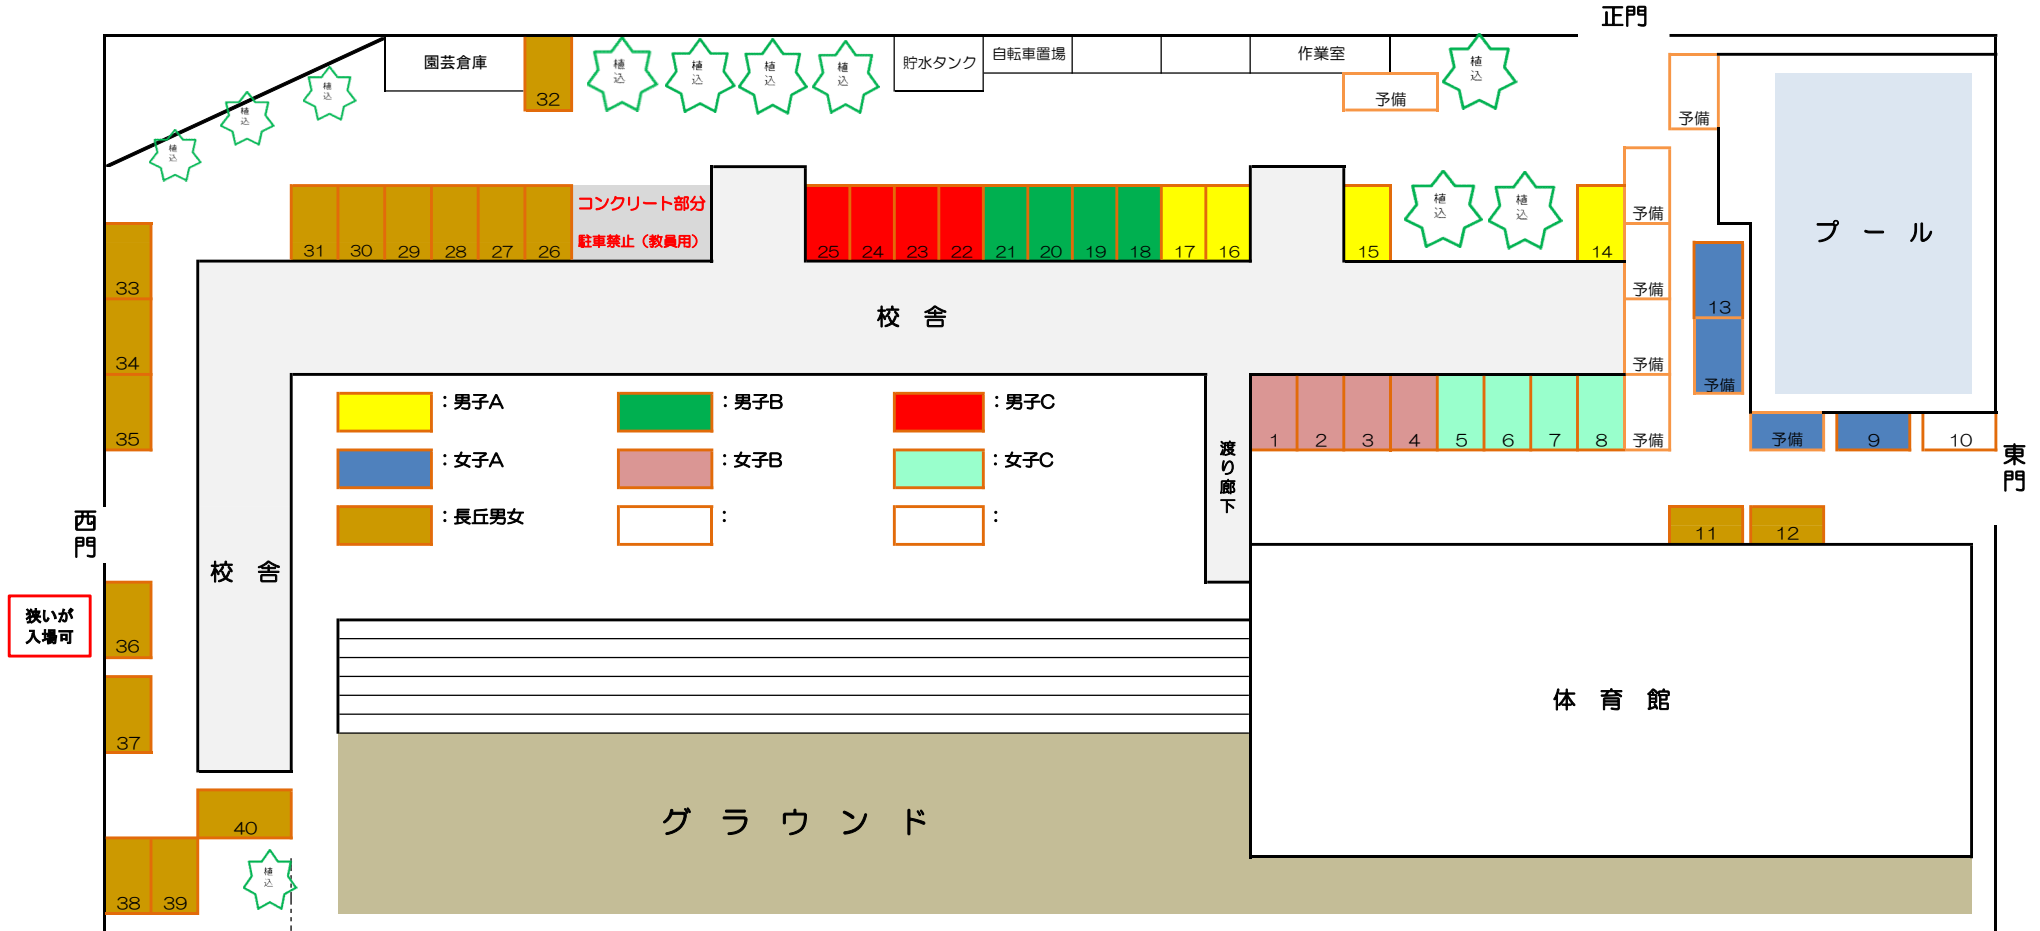 正門
園芸倉庫
32
植込
植込
植込
植込
貯水タンク
自転車置場
作業室
予備
植込
予備
植込
植込
植込
31
30
29
28
27
26
コンクリート部分
駐車禁止（教員用）
25
24
23
22
21
20
19
18
17
16
15
植込
植込
14
予備
予備
予備
予備
13
予備
プール
33
34
35
校舎
：男子A
：男子B
：男子C
：女子A
：女子B
：女子C
：長丘男女
：
：
渡り廊下
1
2
3
4
5
6
7
8
予備
9
10
東門
11
12
西門
狭いが
入場可
校舎
36
37
体育館
グラウンド
40
38
39
植込